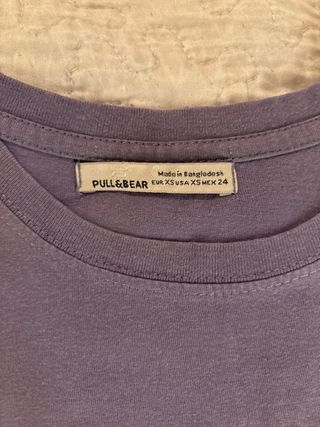 PULL&BEAR
Made in Bangladesh
EUR XS USA XS MEX 24